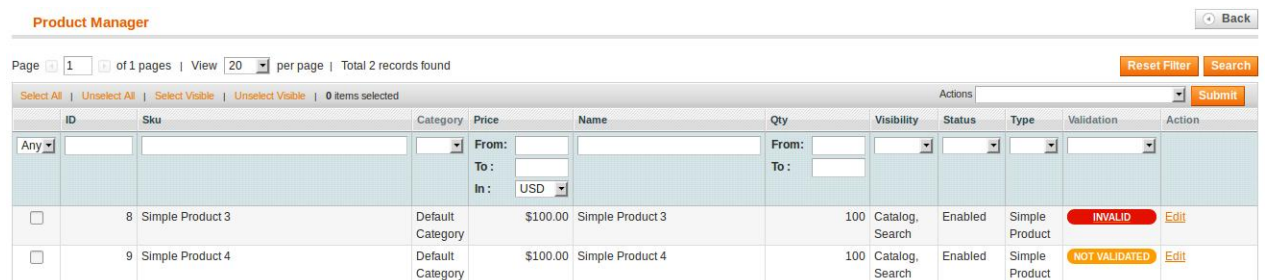 Product Manager
Back
Page 1 of 1 pages | View 20 per page | Total 2 records found
Reset Filter Search
Select All | Unselect All | Select Visible | Unselect Visible | 0 items selected
Actions Submit
ID Sku Category Price Name Qty Visibility Status Type Validation Action
Any From: From:
To : To :
In : USD
8 Simple Product 3 Default $100.00 Simple Product 3 100 Catalog, Enabled Simple INVALID Edit
Category Search Product
9 Simple Product 4 Default $100.00 Simple Product 4 100 Catalog, Enabled Simple NOT VALIDATED Edit
Category Search Product